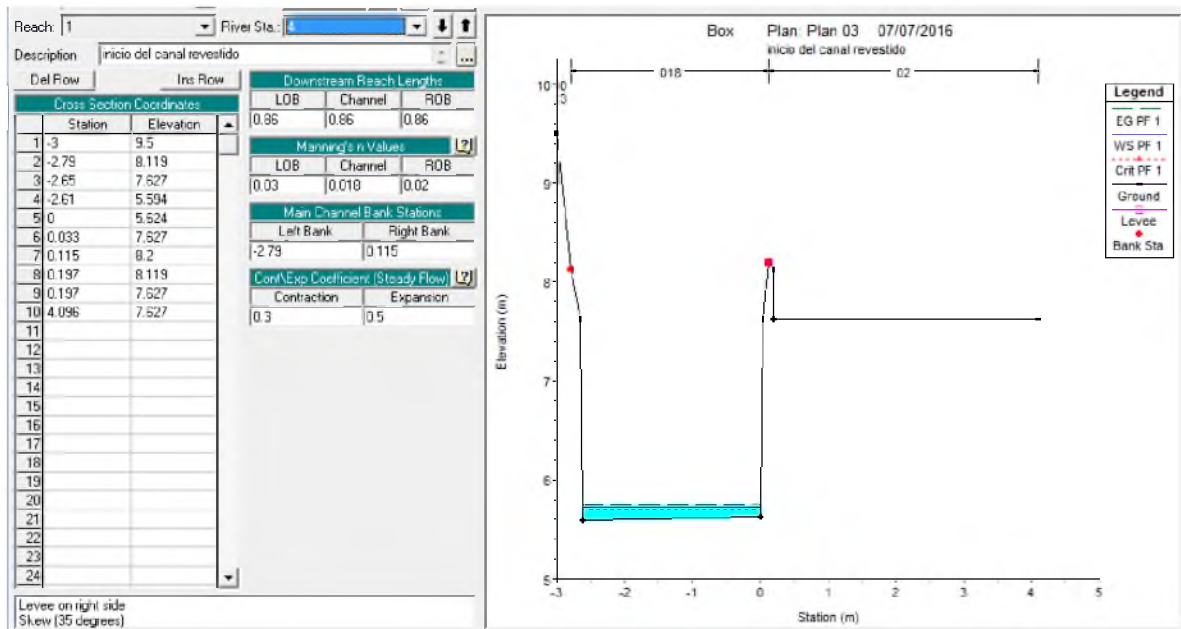 Reach: 1 River Sta.: 4
Description inicio del canal revestido ...
Del Row Ins Row
Cross Section Coordinates
Station Elevation
1 -3 9.5
2 -2.79 8.119
3 -2.65 7.627
4 -2.61 5.594
5 0 5.624
6 0.033 7.627
7 0.115 8.2
8 0.197 8.119
9 0.197 7.627
10 4.096 7.627
11
12
13
14
15
16
17
18
19
20
21
22
23
24
Downstream Reach Lengths
LOB Channel ROB
0.86 0.86 0.86
Manning's n Values ?
LOB Channel ROB
0.03 0.018 0.02
Main Channel Bank Stations
Left Bank Right Bank
-2.79 0.115
Cont\Exp Coefficient (Steady Flow) ?
Contraction Expansion
0.3 0.5
Levee on right side
Skew (35 degrees)
Box Plan: Plan 03 07/07/2016
inicio del canal revestido
.018 .02
.03
10
9
8
7
6
5
-3 -2 -1 0 1 2 3 4 5
Elevation (m)
Station (m)
Legend
EG PF 1
WS PF 1
Crit PF 1
Ground
Levee
Bank Sta